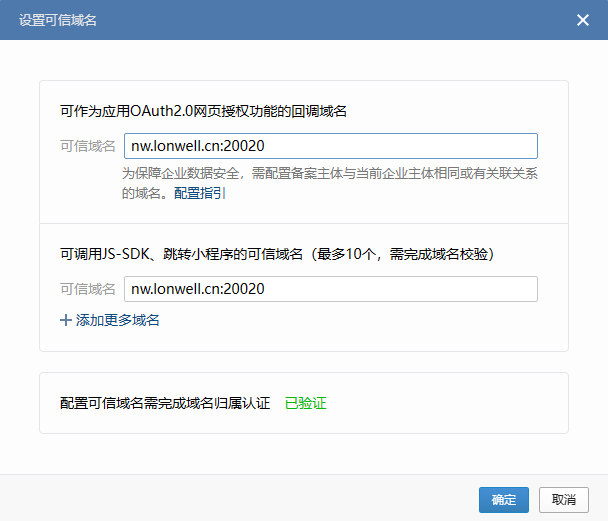 设置可信域名
可作为应用OAuth2.0网页授权功能的回调域名
可信域名 nw.lonwell.cn:20020
为保障企业数据安全，需配置备案主体与当前企业主体相同或有关联关系
的域名。配置指引
可调用JS-SDK、跳转小程序的可信域名（最多10个，需完成域名校验）
可信域名 nw.lonwell.cn:20020
添加更多域名
配置可信域名需完成域名归属认证 已验证
确定 取消